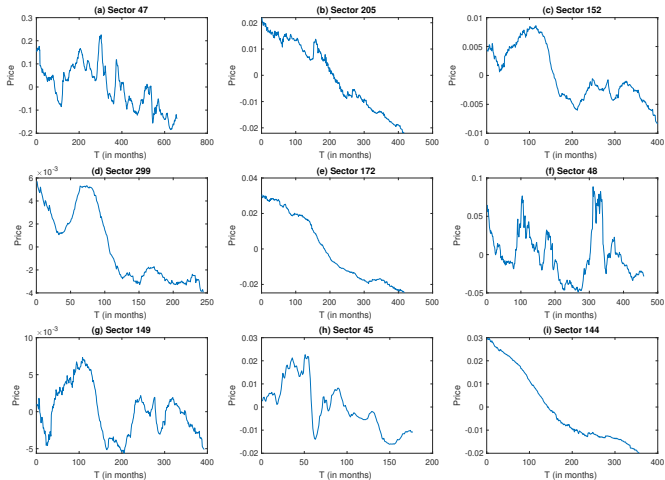 (a) Sector 47
0.3
0.2
0.1
0
-0.1
-0.2
Price
0 200 400 600 800
T (in months)
(b) Sector 205
0.02
0.01
0
-0.01
-0.02
Price
0 100 200 300 400 500
T (in months)
(c) Sector 152
0.01
0.005
0
-0.005
-0.01
Price
0 100 200 300 400
T (in months)
(d) Sector 299
×10⁻³
6
4
2
0
-2
-4
Price
0 50 100 150 200 250
T (in months)
(e) Sector 172
0.04
0.02
0
-0.02
Price
0 100 200 300 400 500
T (in months)
(f) Sector 48
0.1
0.05
0
-0.05
Price
0 100 200 300 400 500
T (in months)
(g) Sector 149
×10⁻³
10
5
0
-5
Price
0 100 200 300 400
T (in months)
(h) Sector 45
0.03
0.02
0.01
0
-0.01
-0.02
Price
0 50 100 150 200
T (in months)
(i) Sector 144
0.03
0.02
0.01
0
-0.01
-0.02
Price
0 100 200 300 400
T (in months)